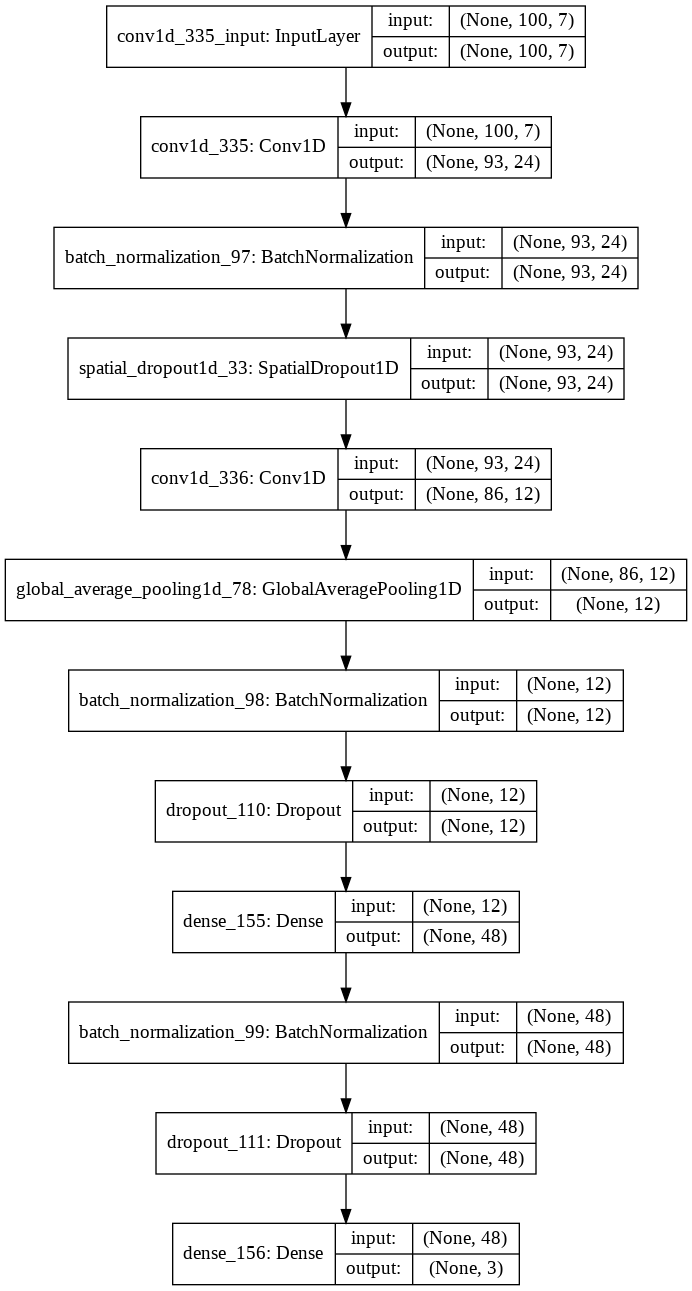 conv1d_335_input: InputLayer
input: (None, 100, 7)
output: (None, 100, 7)
conv1d_335: Conv1D
input: (None, 100, 7)
output: (None, 93, 24)
batch_normalization_97: BatchNormalization
input: (None, 93, 24)
output: (None, 93, 24)
spatial_dropout1d_33: SpatialDropout1D
input: (None, 93, 24)
output: (None, 93, 24)
conv1d_336: Conv1D
input: (None, 93, 24)
output: (None, 86, 12)
global_average_pooling1d_78: GlobalAveragePooling1D
input: (None, 86, 12)
output: (None, 12)
batch_normalization_98: BatchNormalization
input: (None, 12)
output: (None, 12)
dropout_110: Dropout
input: (None, 12)
output: (None, 12)
dense_155: Dense
input: (None, 12)
output: (None, 48)
batch_normalization_99: BatchNormalization
input: (None, 48)
output: (None, 48)
dropout_111: Dropout
input: (None, 48)
output: (None, 48)
dense_156: Dense
input: (None, 48)
output: (None, 3)